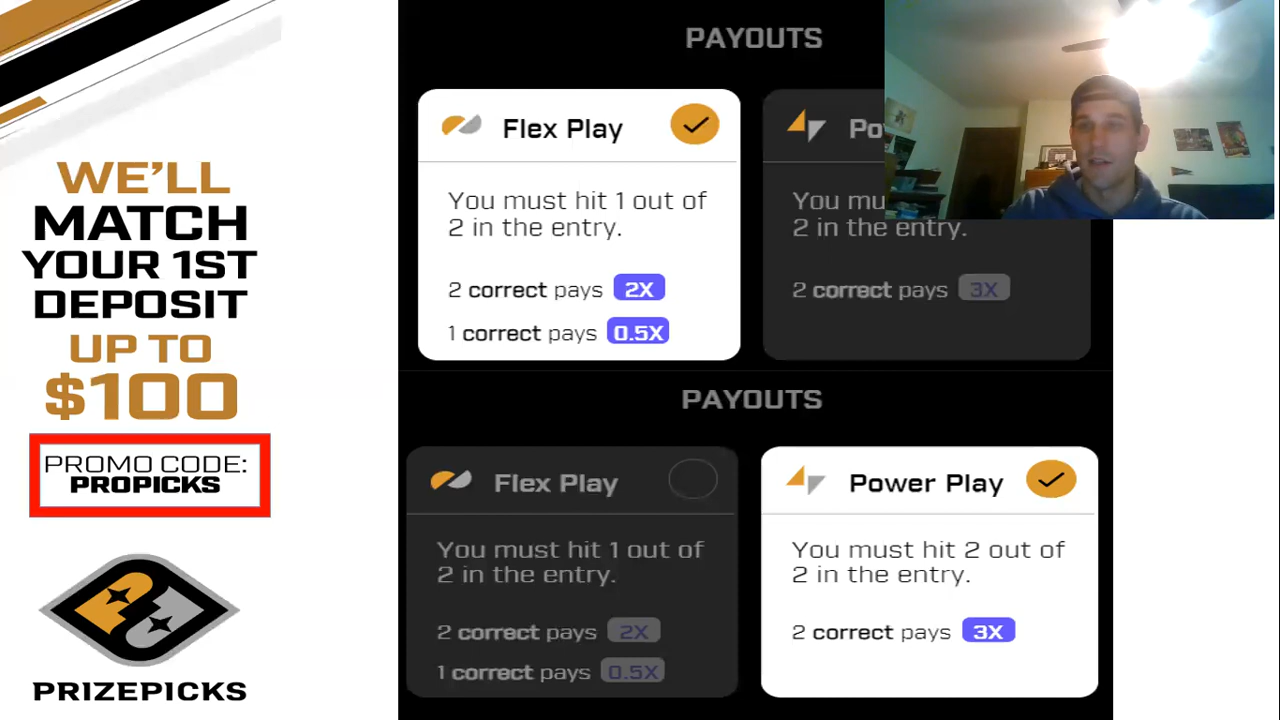 WE'LL
MATCH
YOUR 1ST
DEPOSIT
UP TO
$100
PROMO CODE:
PROPICKS
PRIZEPICKS
PAYOUTS
Flex Play
You must hit 1 out of
2 in the entry.
2 correct pays 2X
1 correct pays 0.5X
2 in the entry.
2 correct pays 3X
PAYOUTS
Flex Play
You must hit 1 out of
2 in the entry.
2 correct pays 2X
1 correct pays 0.5X
Power Play
You must hit 2 out of
2 in the entry.
2 correct pays 3X